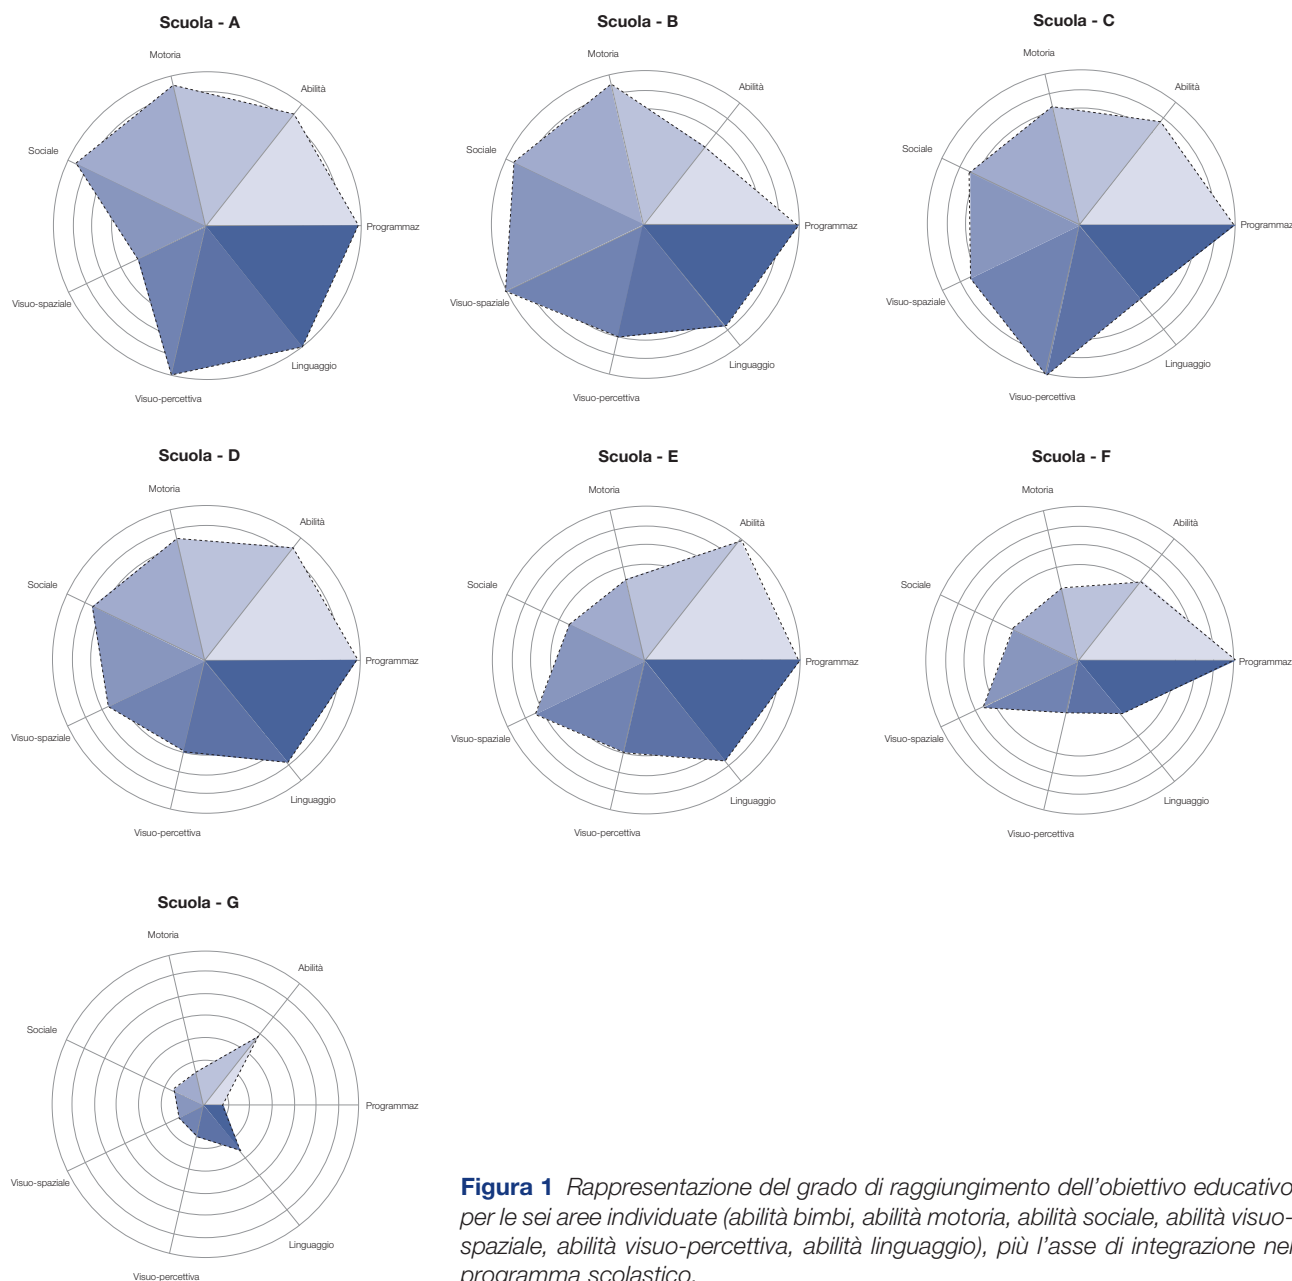 Scuola - A
Motoria
Abilità
Sociale
Programmaz
Visuo-spaziale
Linguaggio
Visuo-percettiva
Scuola - B
Motoria
Abilità
Sociale
Programmaz
Visuo-spaziale
Linguaggio
Visuo-percettiva
Scuola - C
Motoria
Abilità
Sociale
Programmaz
Visuo-spaziale
Linguaggio
Visuo-percettiva
Scuola - D
Motoria
Abilità
Sociale
Programmaz
Visuo-spaziale
Linguaggio
Visuo-percettiva
Scuola - E
Motoria
Abilità
Sociale
Programmaz
Visuo-spaziale
Linguaggio
Visuo-percettiva
Scuola - F
Motoria
Abilità
Sociale
Programmaz
Visuo-spaziale
Linguaggio
Visuo-percettiva
Scuola - G
Motoria
Abilità
Sociale
Programmaz
Visuo-spaziale
Linguaggio
Visuo-percettiva
Figura 1 Rappresentazione del grado di raggiungimento dell'obiettivo educativo
per le sei aree individuate (abilità bimbi, abilità motoria, abilità sociale, abilità visuo-
spaziale, abilità visuo-percettiva, abilità linguaggio), più l'asse di integrazione nel
programma scolastico.